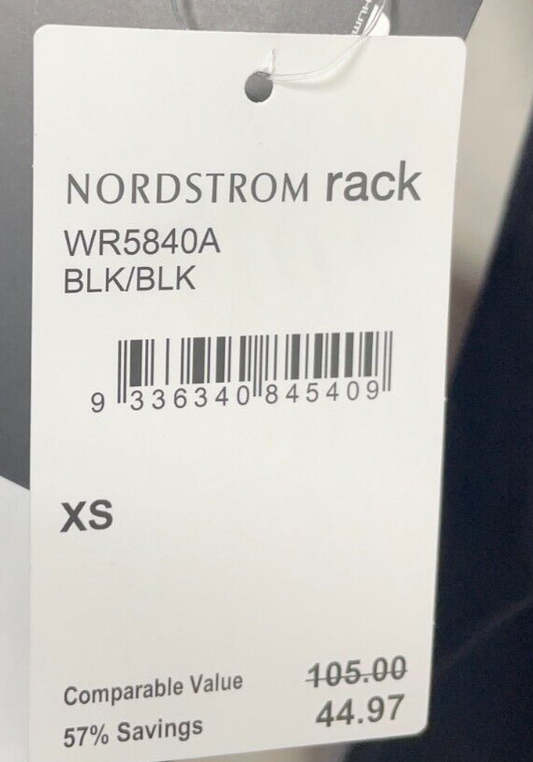 NORDSTROM rack
WR5840A
BLK/BLK
9 336340 845409
XS
Comparable Value 105.00
57% Savings 44.97